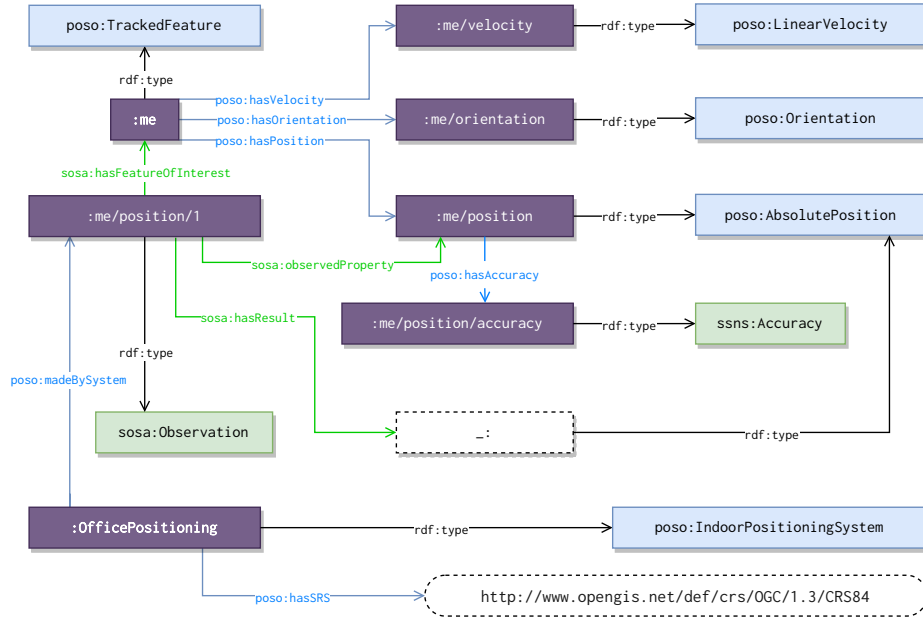 poso:TrackedFeature
:me/velocity
rdf:type
poso:LinearVelocity
rdf:type
poso:hasVelocity
:me
poso:hasOrientation
:me/orientation
rdf:type
poso:Orientation
poso:hasPosition
sosa:hasFeatureOfInterest
:me/position/1
:me/position
rdf:type
poso:AbsolutePosition
sosa:observedProperty
poso:hasAccuracy
sosa:hasResult
:me/position/accuracy
rdf:type
ssns:Accuracy
rdf:type
poso:madeBySystem
sosa:Observation
_:
rdf:type
:OfficePositioning
rdf:type
poso:IndoorPositioningSystem
poso:hasSRS
http://www.opengis.net/def/crs/OGC/1.3/CRS84